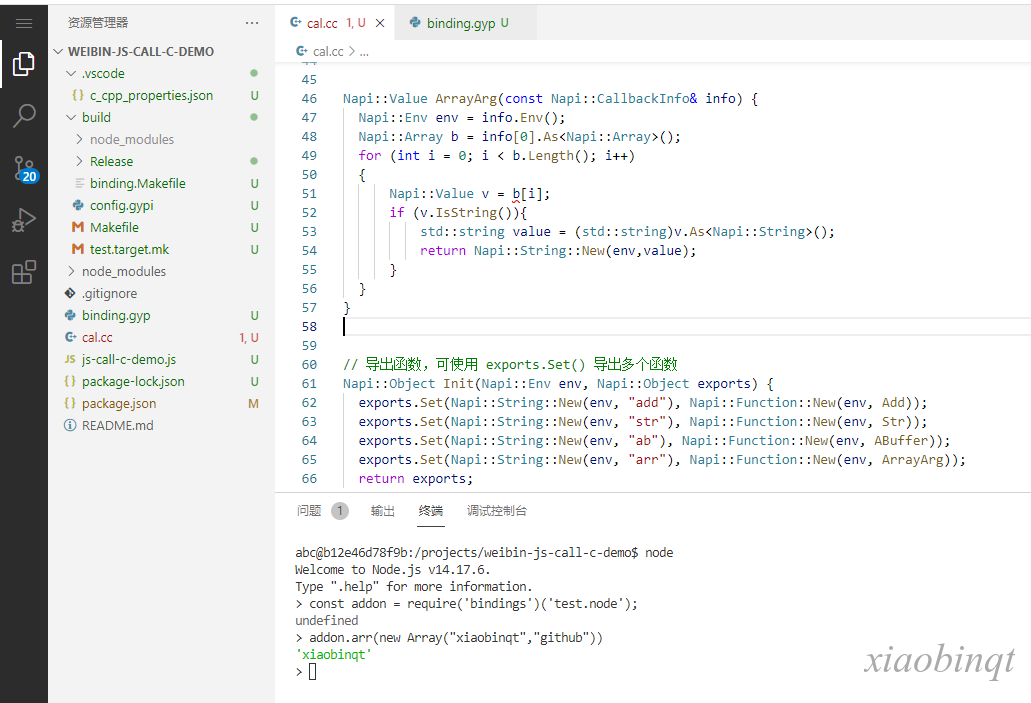 资源管理器 ···
WEIBIN-JS-CALL-C-DEMO
.vscode
{} c_cpp_properties.json U
build
node_modules
Release
binding.Makefile U
config.gypi U
M Makefile U
M test.target.mk U
node_modules
.gitignore
binding.gyp U
cal.cc 1, U
JS js-call-c-demo.js U
{} package-lock.json U
{} package.json M
README.md
20
cal.cc 1, U × binding.gyp U
cal.cc > ...
44
45
46 Napi::Value ArrayArg(const Napi::CallbackInfo& info) {
47 Napi::Env env = info.Env();
48 Napi::Array b = info[0].As<Napi::Array>();
49 for (int i = 0; i < b.Length(); i++)
50 {
51 Napi::Value v = b[i];
52 if (v.IsString()){
53 std::string value = (std::string)v.As<Napi::String>();
54 return Napi::String::New(env,value);
55 }
56 }
57 }
58
59
60 // 导出函数，可使用 exports.Set() 导出多个函数
61 Napi::Object Init(Napi::Env env, Napi::Object exports) {
62 exports.Set(Napi::String::New(env, "add"), Napi::Function::New(env, Add));
63 exports.Set(Napi::String::New(env, "str"), Napi::Function::New(env, Str));
64 exports.Set(Napi::String::New(env, "ab"), Napi::Function::New(env, ABuffer));
65 exports.Set(Napi::String::New(env, "arr"), Napi::Function::New(env, ArrayArg));
66 return exports;
问题 1 输出 终端 调试控制台
abc@b12e46d78f9b:/projects/weibin-js-call-c-demo$ node
Welcome to Node.js v14.17.6.
Type ".help" for more information.
> const addon = require('bindings')('test.node');
undefined
> addon.arr(new Array("xiaobinqt","github"))
'xiaobinqt'
>
xiaobinqt